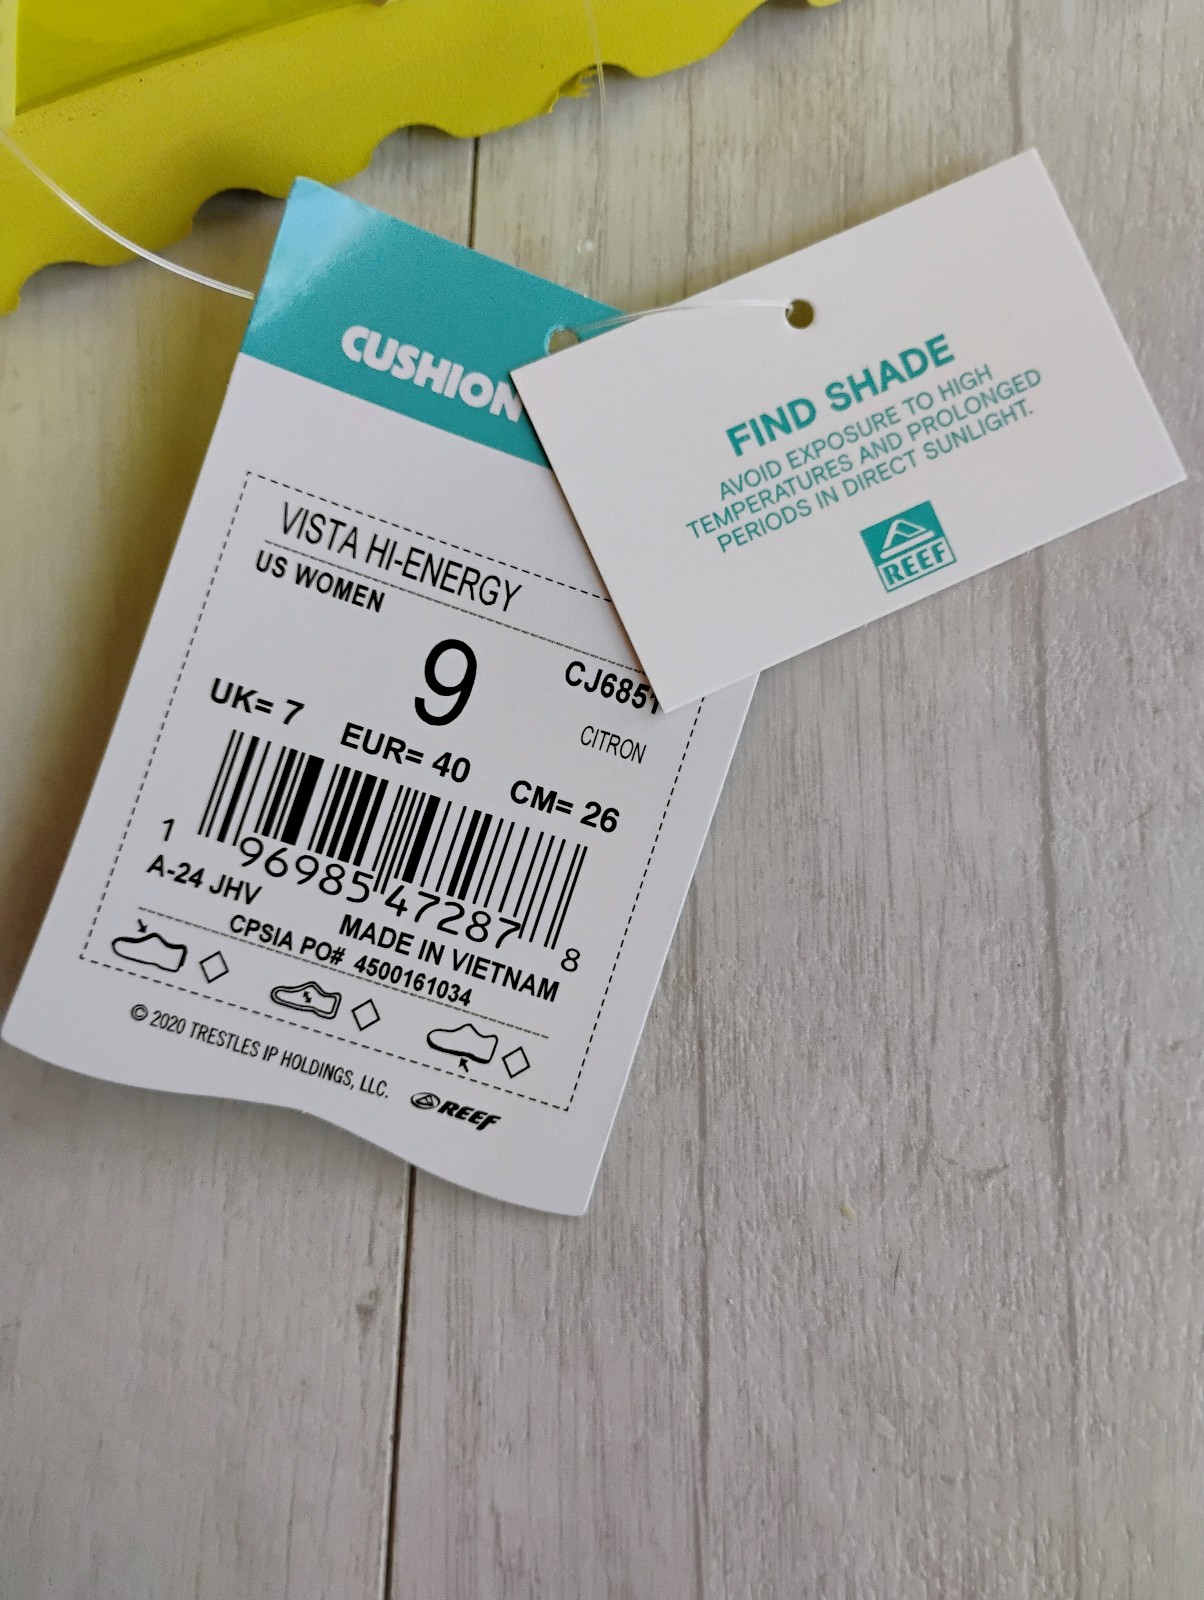 CUSHION
VISTA HI-ENERGY
US WOMEN
9
CJ6851
CITRON
UK= 7
EUR= 40
CM= 26
1 96985 47287 8
A-24 JHV
MADE IN VIETNAM
CPSIA PO# 4500161034
© 2020 TRESTLES IP HOLDINGS, LLC.
REEF
FIND SHADE
AVOID EXPOSURE TO HIGH
TEMPERATURES AND PROLONGED
PERIODS IN DIRECT SUNLIGHT.
REEF